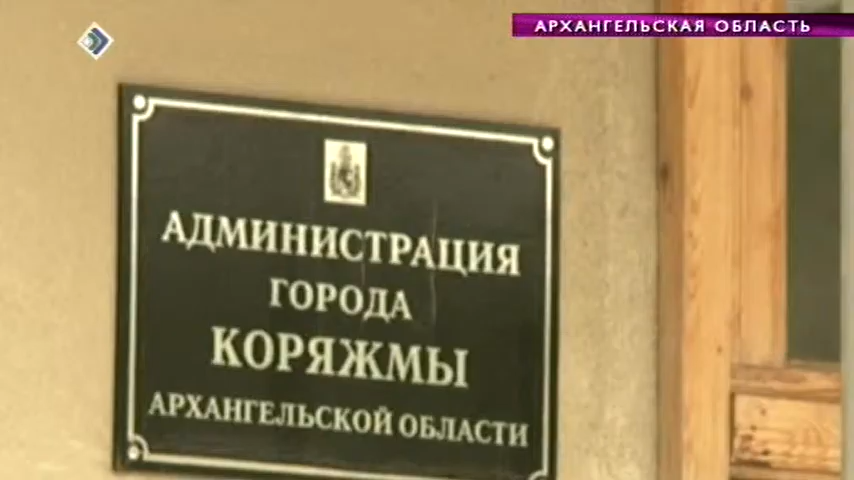 АРХАНГЕЛЬСКАЯ ОБЛАСТЬ
АДМИНИСТРАЦИЯ
ГОРОДА
КОРЯЖМЫ
АРХАНГЕЛЬСКОЙ ОБЛАСТИ